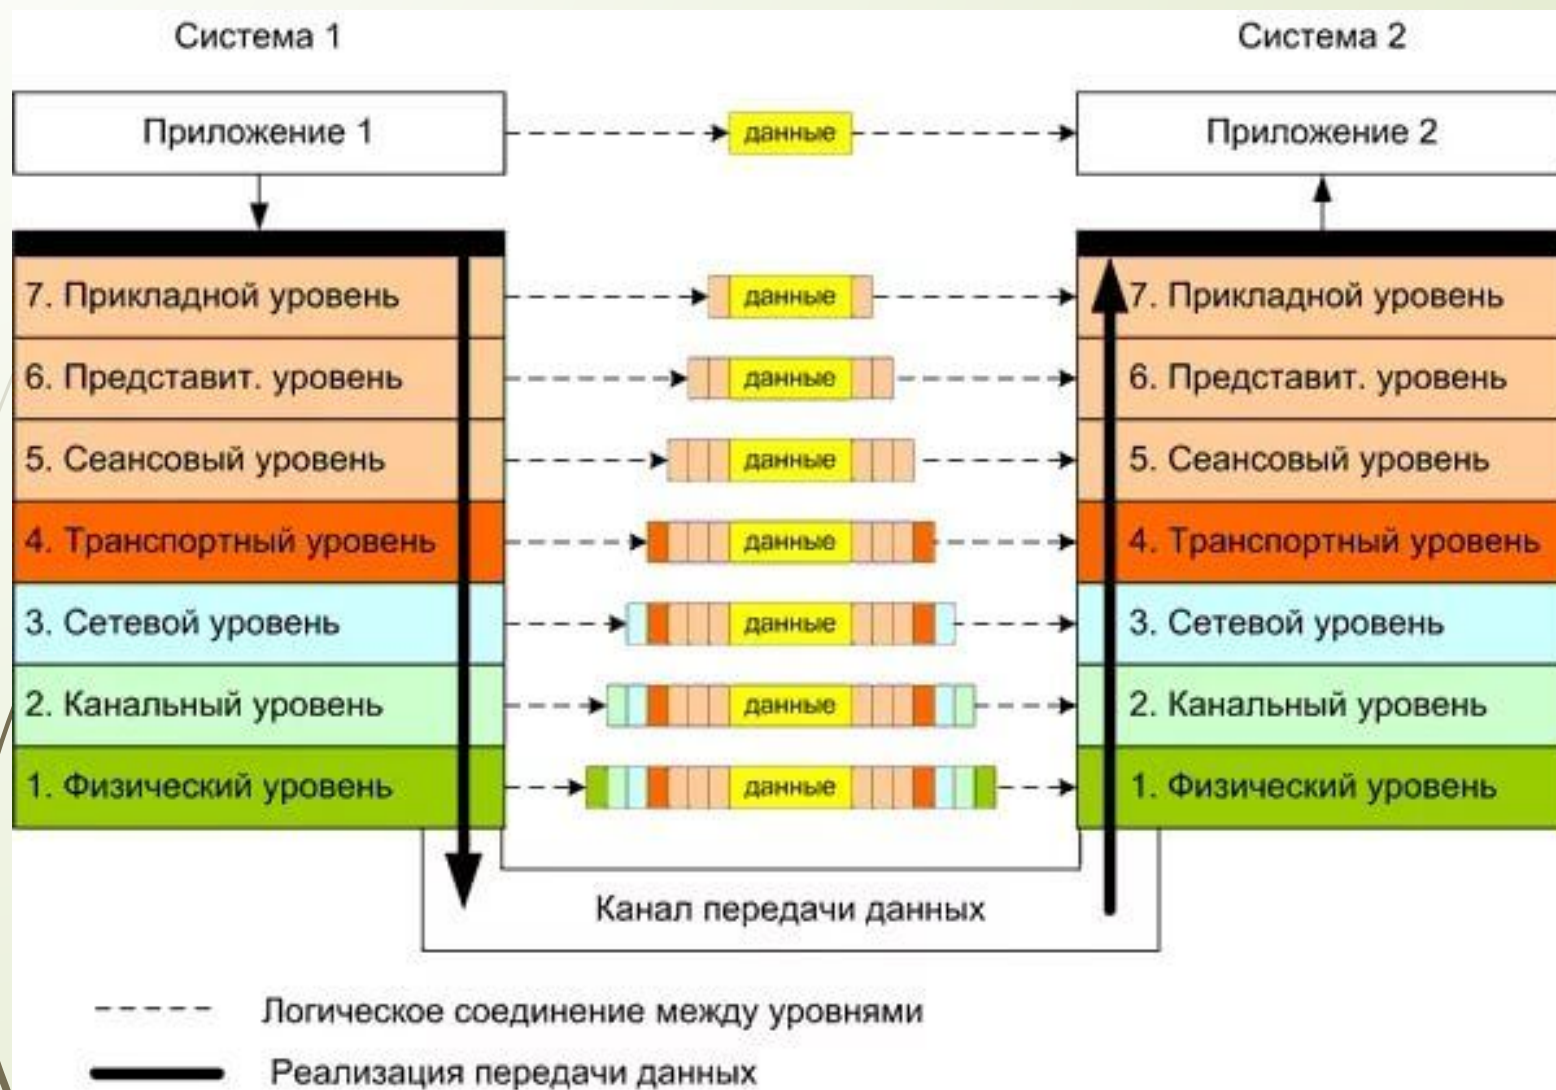 Система 1
Система 2
Приложение 1
данные
Приложение 2
7. Прикладной уровень
данные
7. Прикладной уровень
6. Представит. уровень
данные
6. Представит. уровень
5. Сеансовый уровень
данные
5. Сеансовый уровень
4. Транспортный уровень
данные
4. Транспортный уровень
3. Сетевой уровень
данные
3. Сетевой уровень
2. Канальный уровень
данные
2. Канальный уровень
1. Физический уровень
данные
1. Физический уровень
Канал передачи данных
Логическое соединение между уровнями
Реализация передачи данных